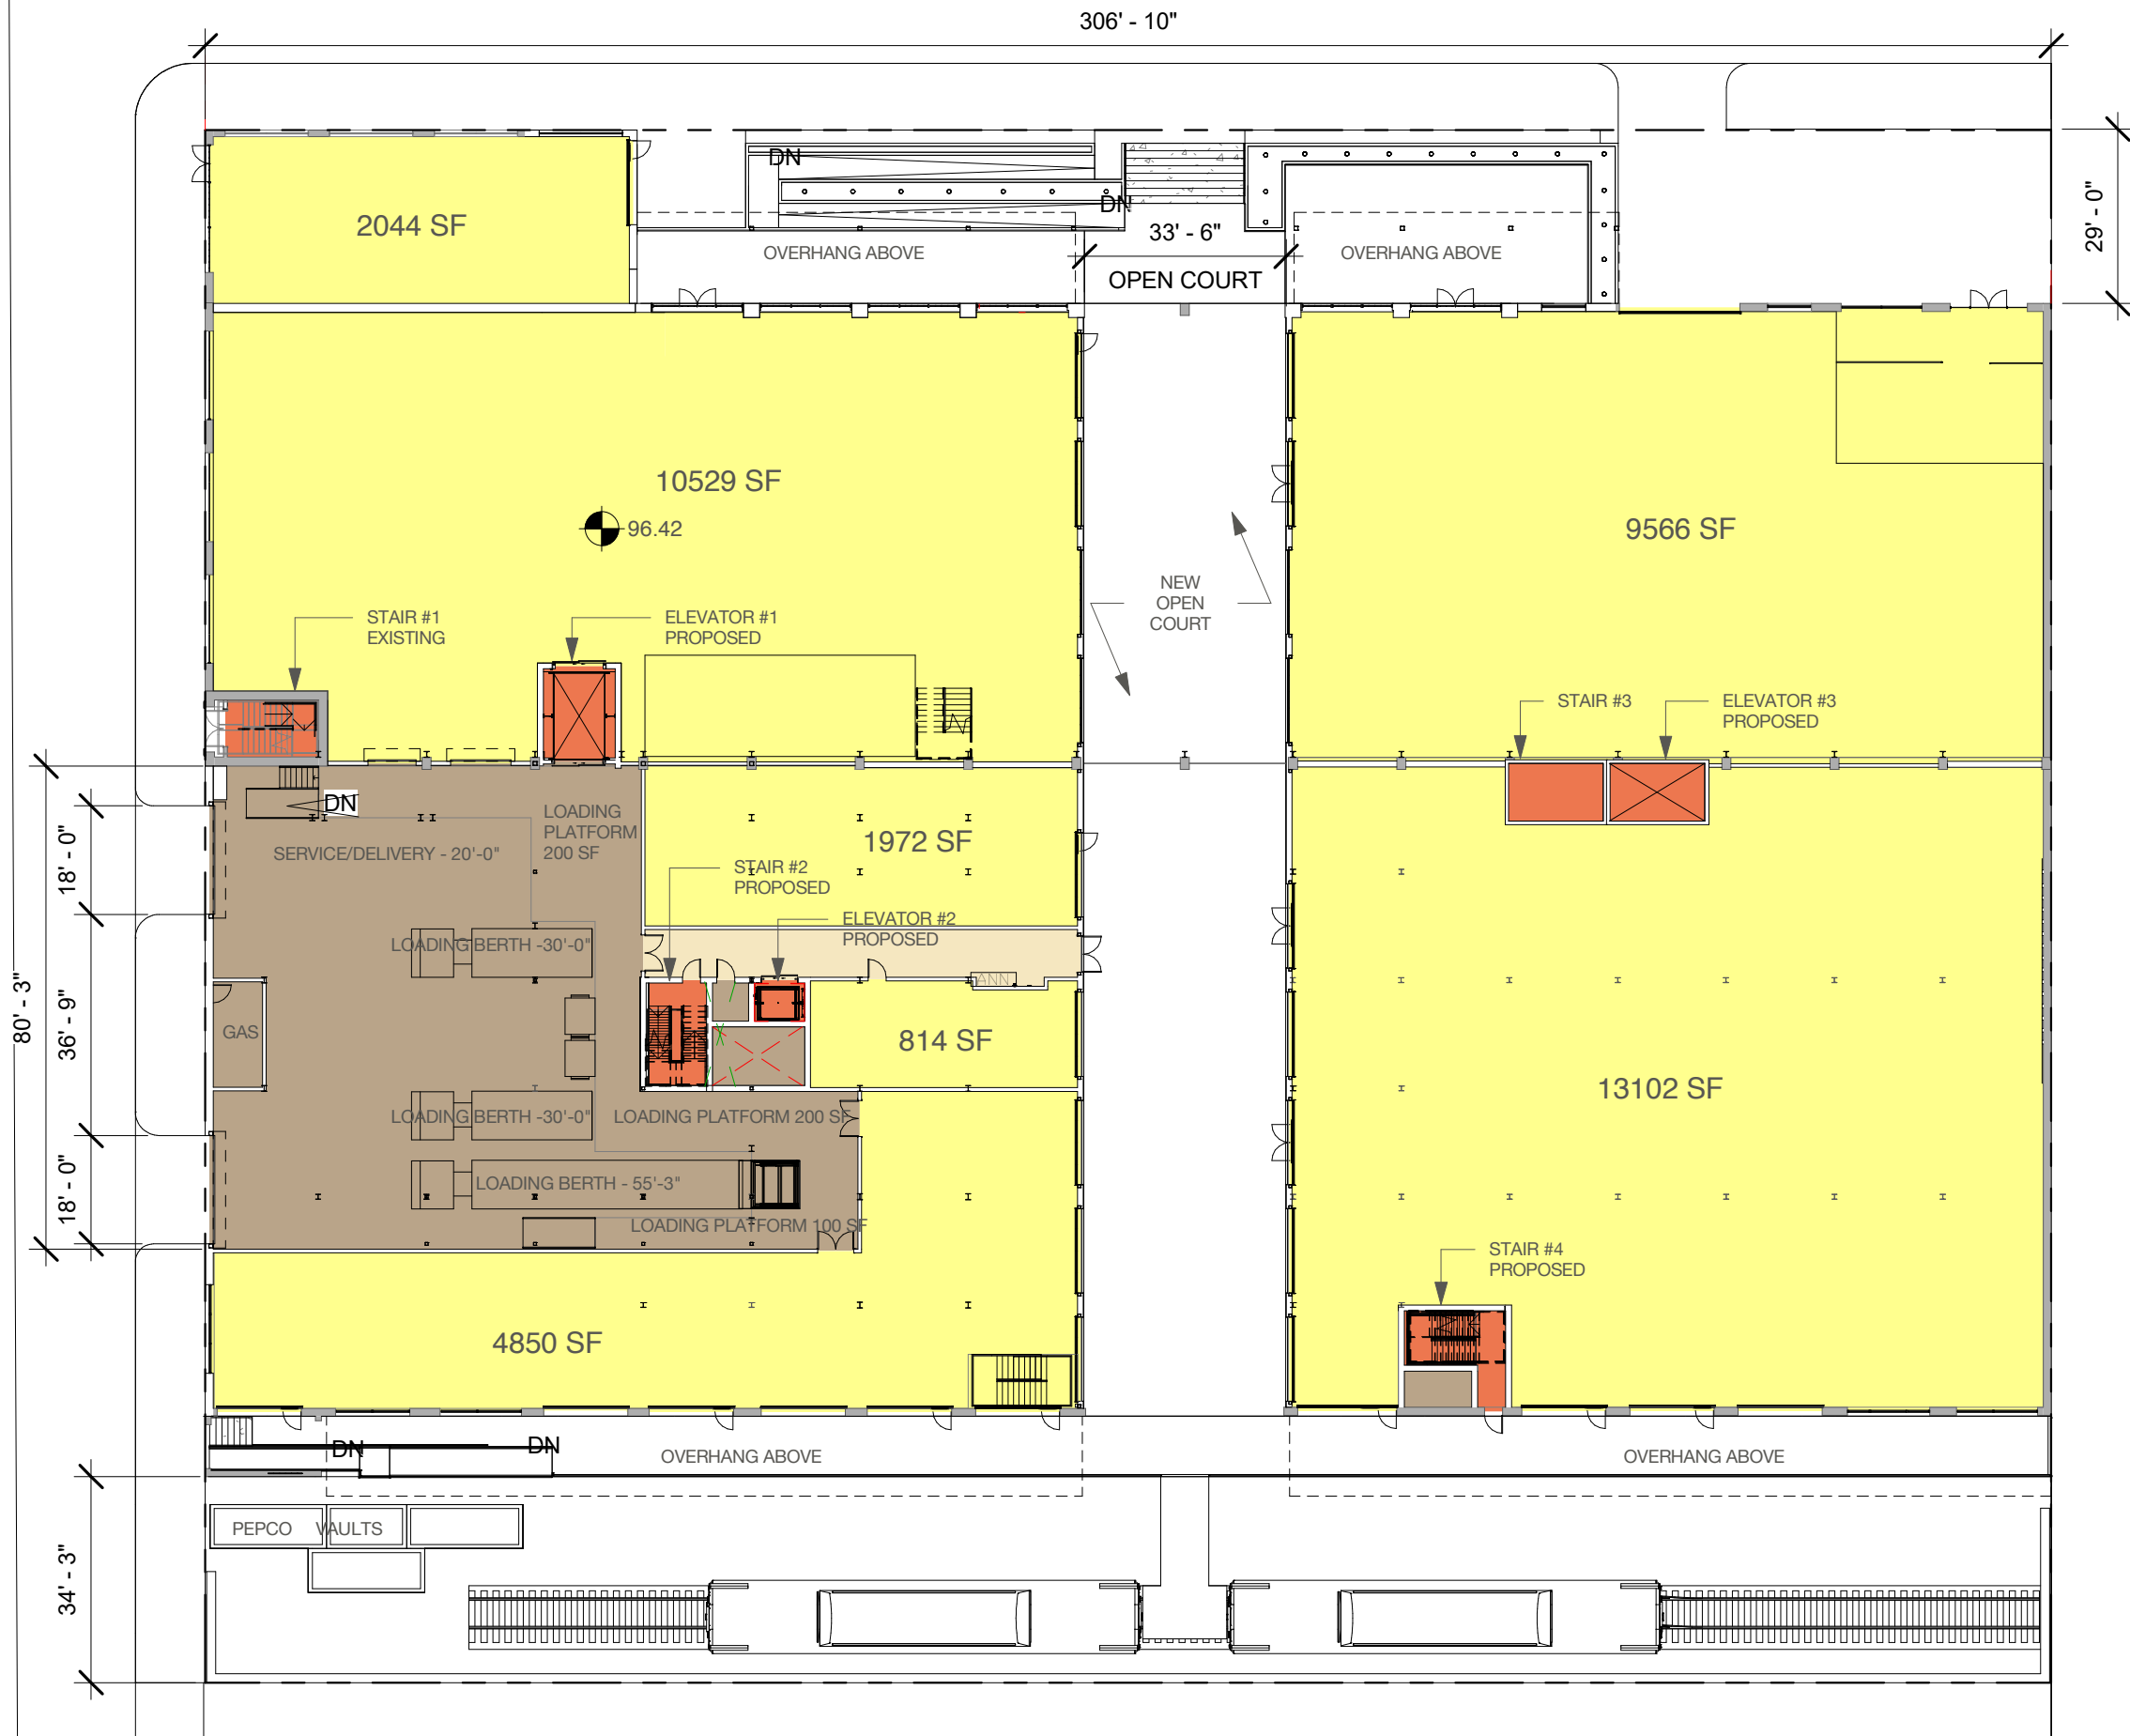 306' - 10"
DN
2044 SF
DN
29' - 0"
33' - 6"
OVERHANG ABOVE
OVERHANG ABOVE
OPEN COURT
10529 SF
96.42
9566 SF
NEW
OPEN
COURT
STAIR #1
EXISTING
ELEVATOR #1
PROPOSED
STAIR #3
ELEVATOR #3
PROPOSED
DN
LOADING
PLATFORM
200 SF
1972 SF
SERVICE/DELIVERY - 20'-0"
18' - 0"
STAIR #2
PROPOSED
ELEVATOR #2
PROPOSED
LOADING BERTH -30'-0"
ANN.
80' - 3"
36' - 9"
GAS
814 SF
13102 SF
LOADING BERTH -30'-0"
LOADING PLATFORM 200 SF
18' - 0"
LOADING BERTH - 55'-3"
LOADING PLATFORM 100 SF
STAIR #4
PROPOSED
4850 SF
DN
DN
OVERHANG ABOVE
OVERHANG ABOVE
PEPCO VAULTS
34' - 3"